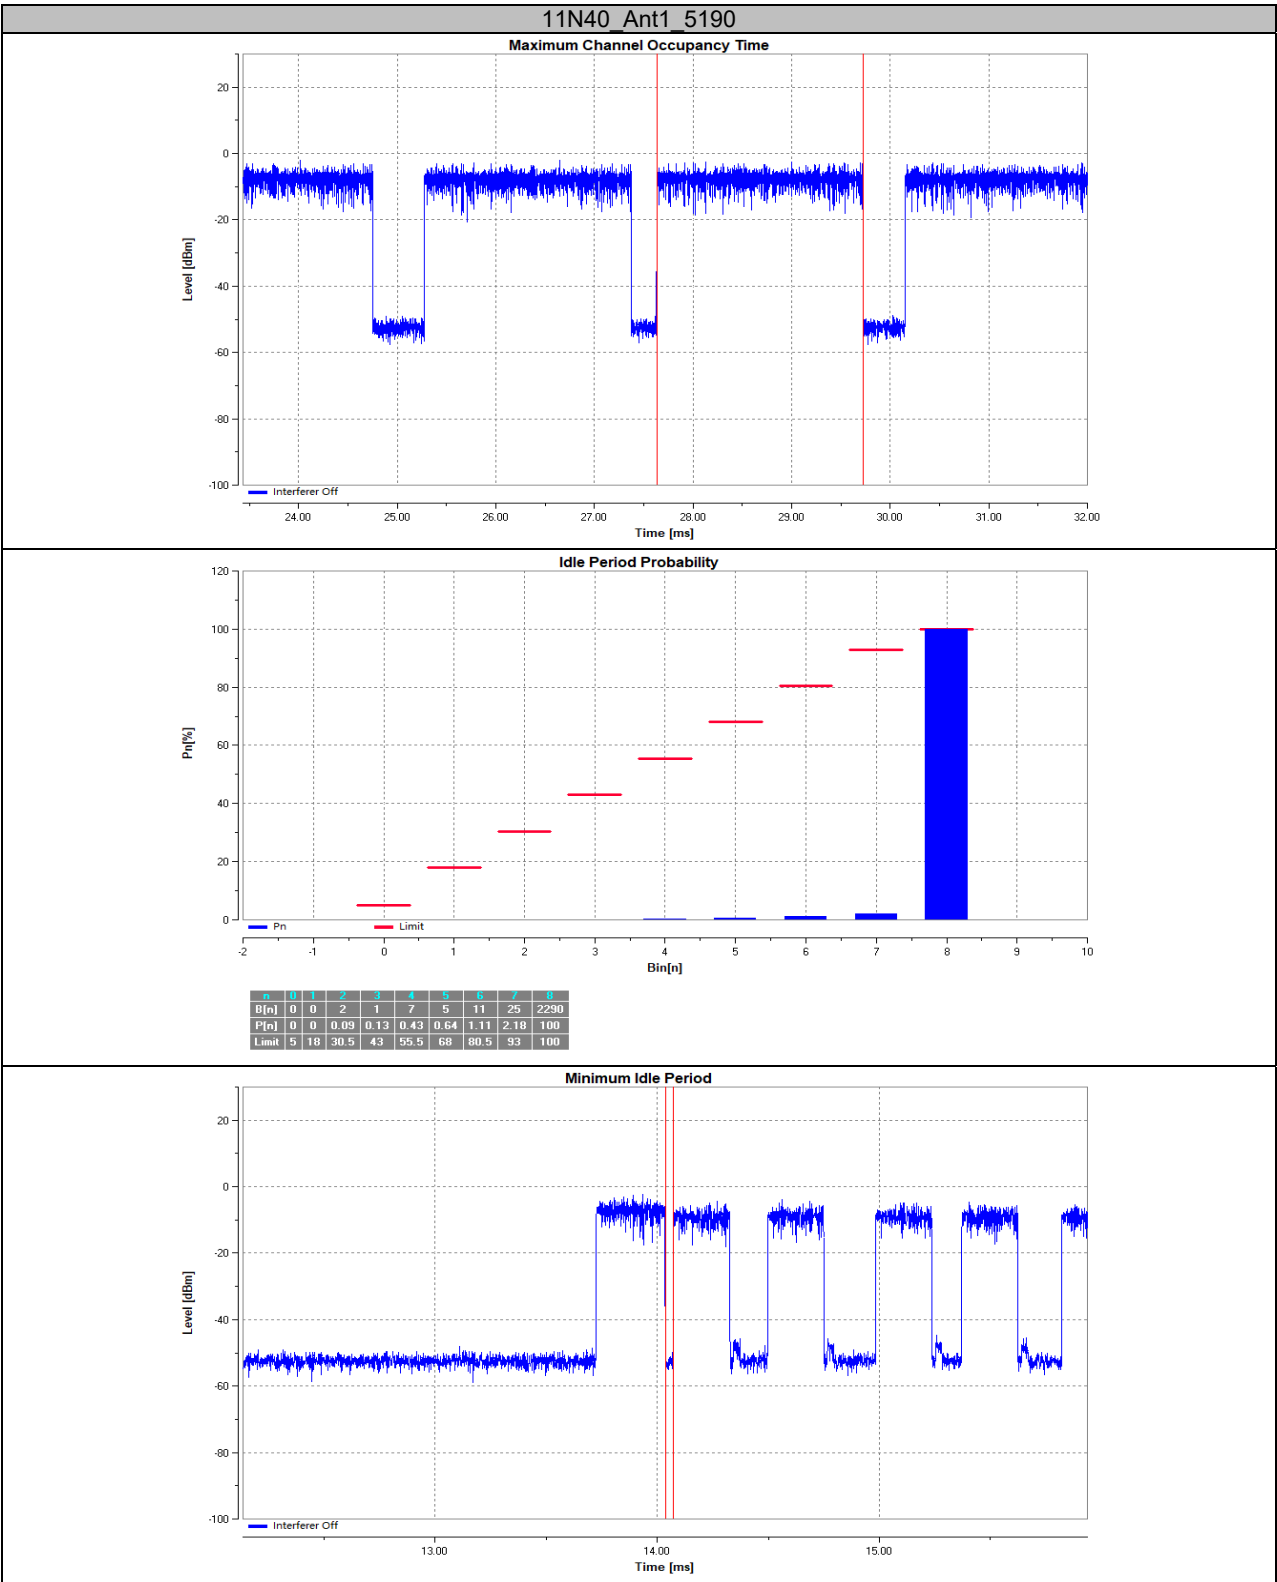 11N40_Ant1_5190
Maximum Channel Occupancy Time
20
0
-20
-40
-60
-80
-100
Level [dBm]
Interferer Off
24.00 25.00 26.00 27.00 28.00 29.00 30.00 31.00 32.00
Time [ms]
Idle Period Probability
120
100
80
60
40
20
0
Pn[%]
Pn Limit
-2 -1 0 1 2 3 4 5 6 7 8 9 10
Bin[n]
n 0 1 2 3 4 5 6 7 8
B[n] 0 0 2 1 7 5 11 25 2290
P[n] 0 0 0.09 0.13 0.43 0.64 1.11 2.18 100
Limit 5 18 30.5 43 55.5 68 80.5 93 100
Minimum Idle Period
20
0
-20
-40
-60
-80
-100
Level [dBm]
Interferer Off
13.00 14.00 15.00
Time [ms]